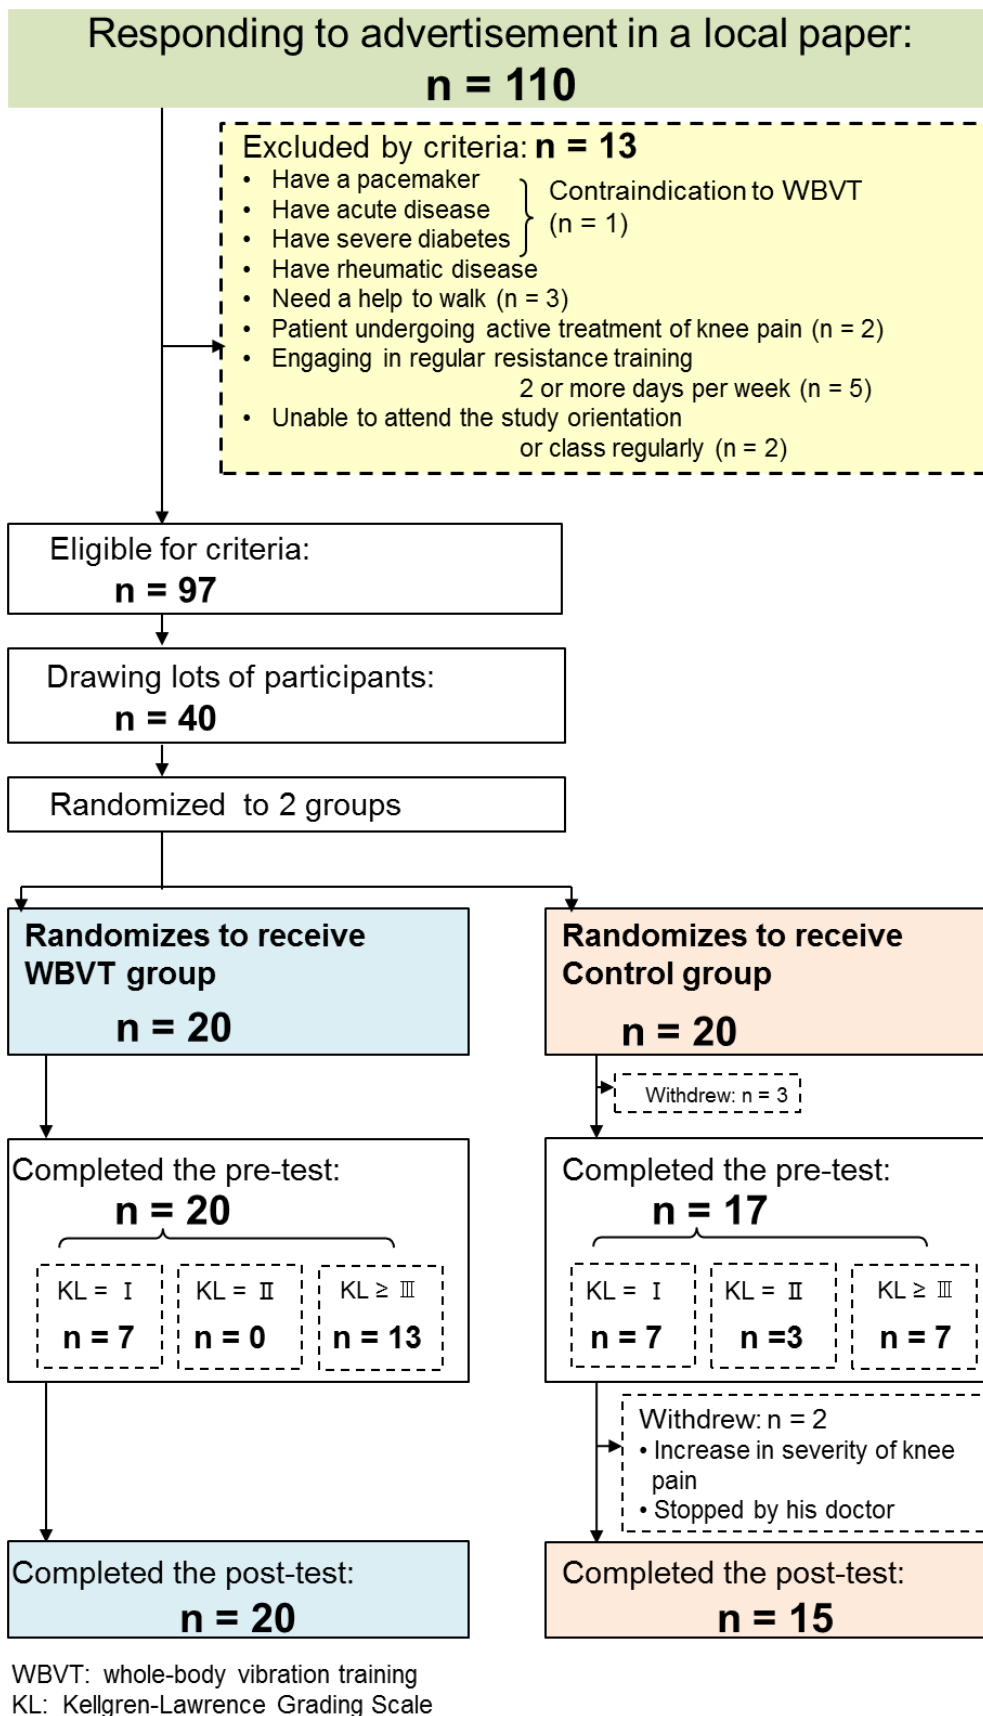 Responding to advertisement in a local paper:
n = 110
Excluded by criteria: n = 13
• Have a pacemaker
• Have acute disease
• Have severe diabetes
Contraindication to WBVT
(n = 1)
• Have rheumatic disease
• Need a help to walk (n = 3)
• Patient undergoing active treatment of knee pain (n = 2)
• Engaging in regular resistance training
2 or more days per week (n = 5)
• Unable to attend the study orientation
or class regularly (n = 2)
Eligible for criteria:
n = 97
Drawing lots of participants:
n = 40
Randomized to 2 groups
Randomizes to receive
WBVT group
n = 20
Randomizes to receive
Control group
n = 20
Withdrew: n = 3
Completed the pre-test:
n = 20
KL = Ⅰ
n = 7
KL = Ⅱ
n = 0
KL ≥ Ⅲ
n = 13
Completed the pre-test:
n = 17
KL = Ⅰ
n = 7
KL = Ⅱ
n =3
KL ≥ Ⅲ
n = 7
Withdrew: n = 2
• Increase in severity of knee
pain
• Stopped by his doctor
Completed the post-test:
n = 20
Completed the post-test:
n = 15
WBVT: whole-body vibration training
KL: Kellgren-Lawrence Grading Scale